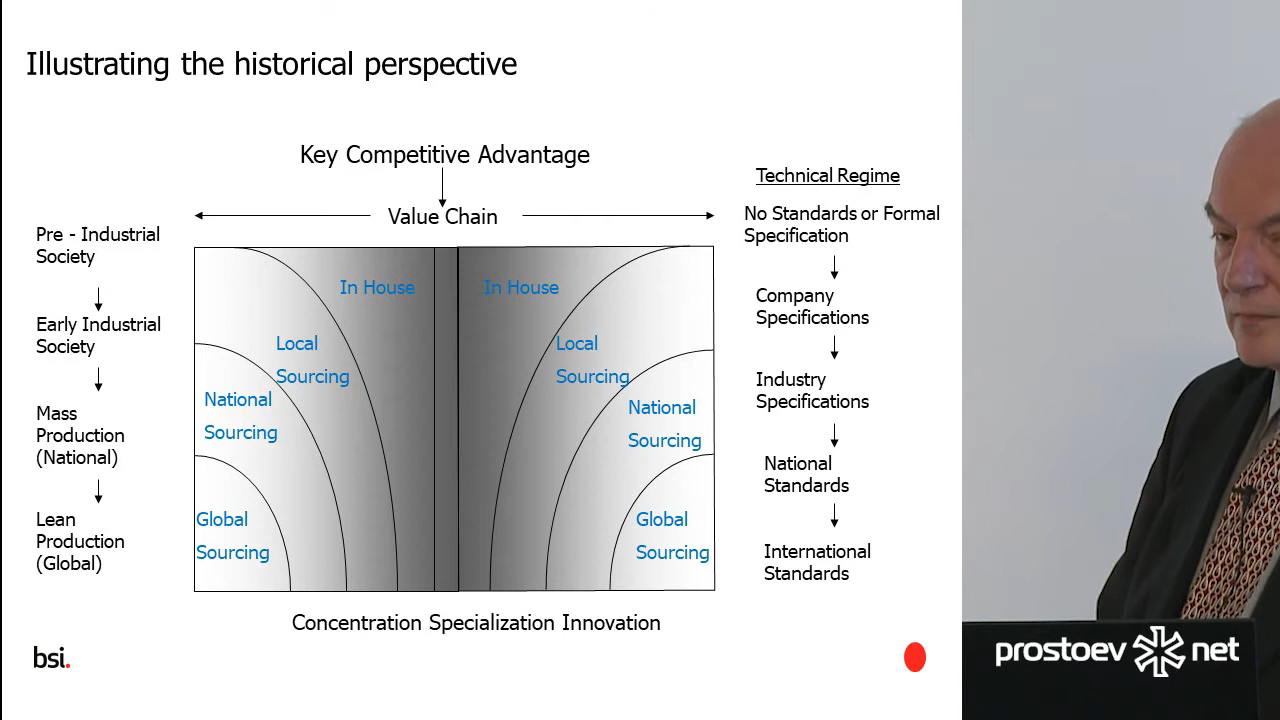 Illustrating the historical perspective
Key Competitive Advantage
Value Chain
Pre - Industrial
Society
Early Industrial
Society
Mass
Production
(National)
Lean
Production
(Global)
In House
In House
Local
Sourcing
Local
Sourcing
National
Sourcing
National
Sourcing
Global
Sourcing
Global
Sourcing
Technical Regime
No Standards or Formal
Specification
Company
Specifications
Industry
Specifications
National
Standards
International
Standards
Concentration Specialization Innovation
bsi.
prostoev net